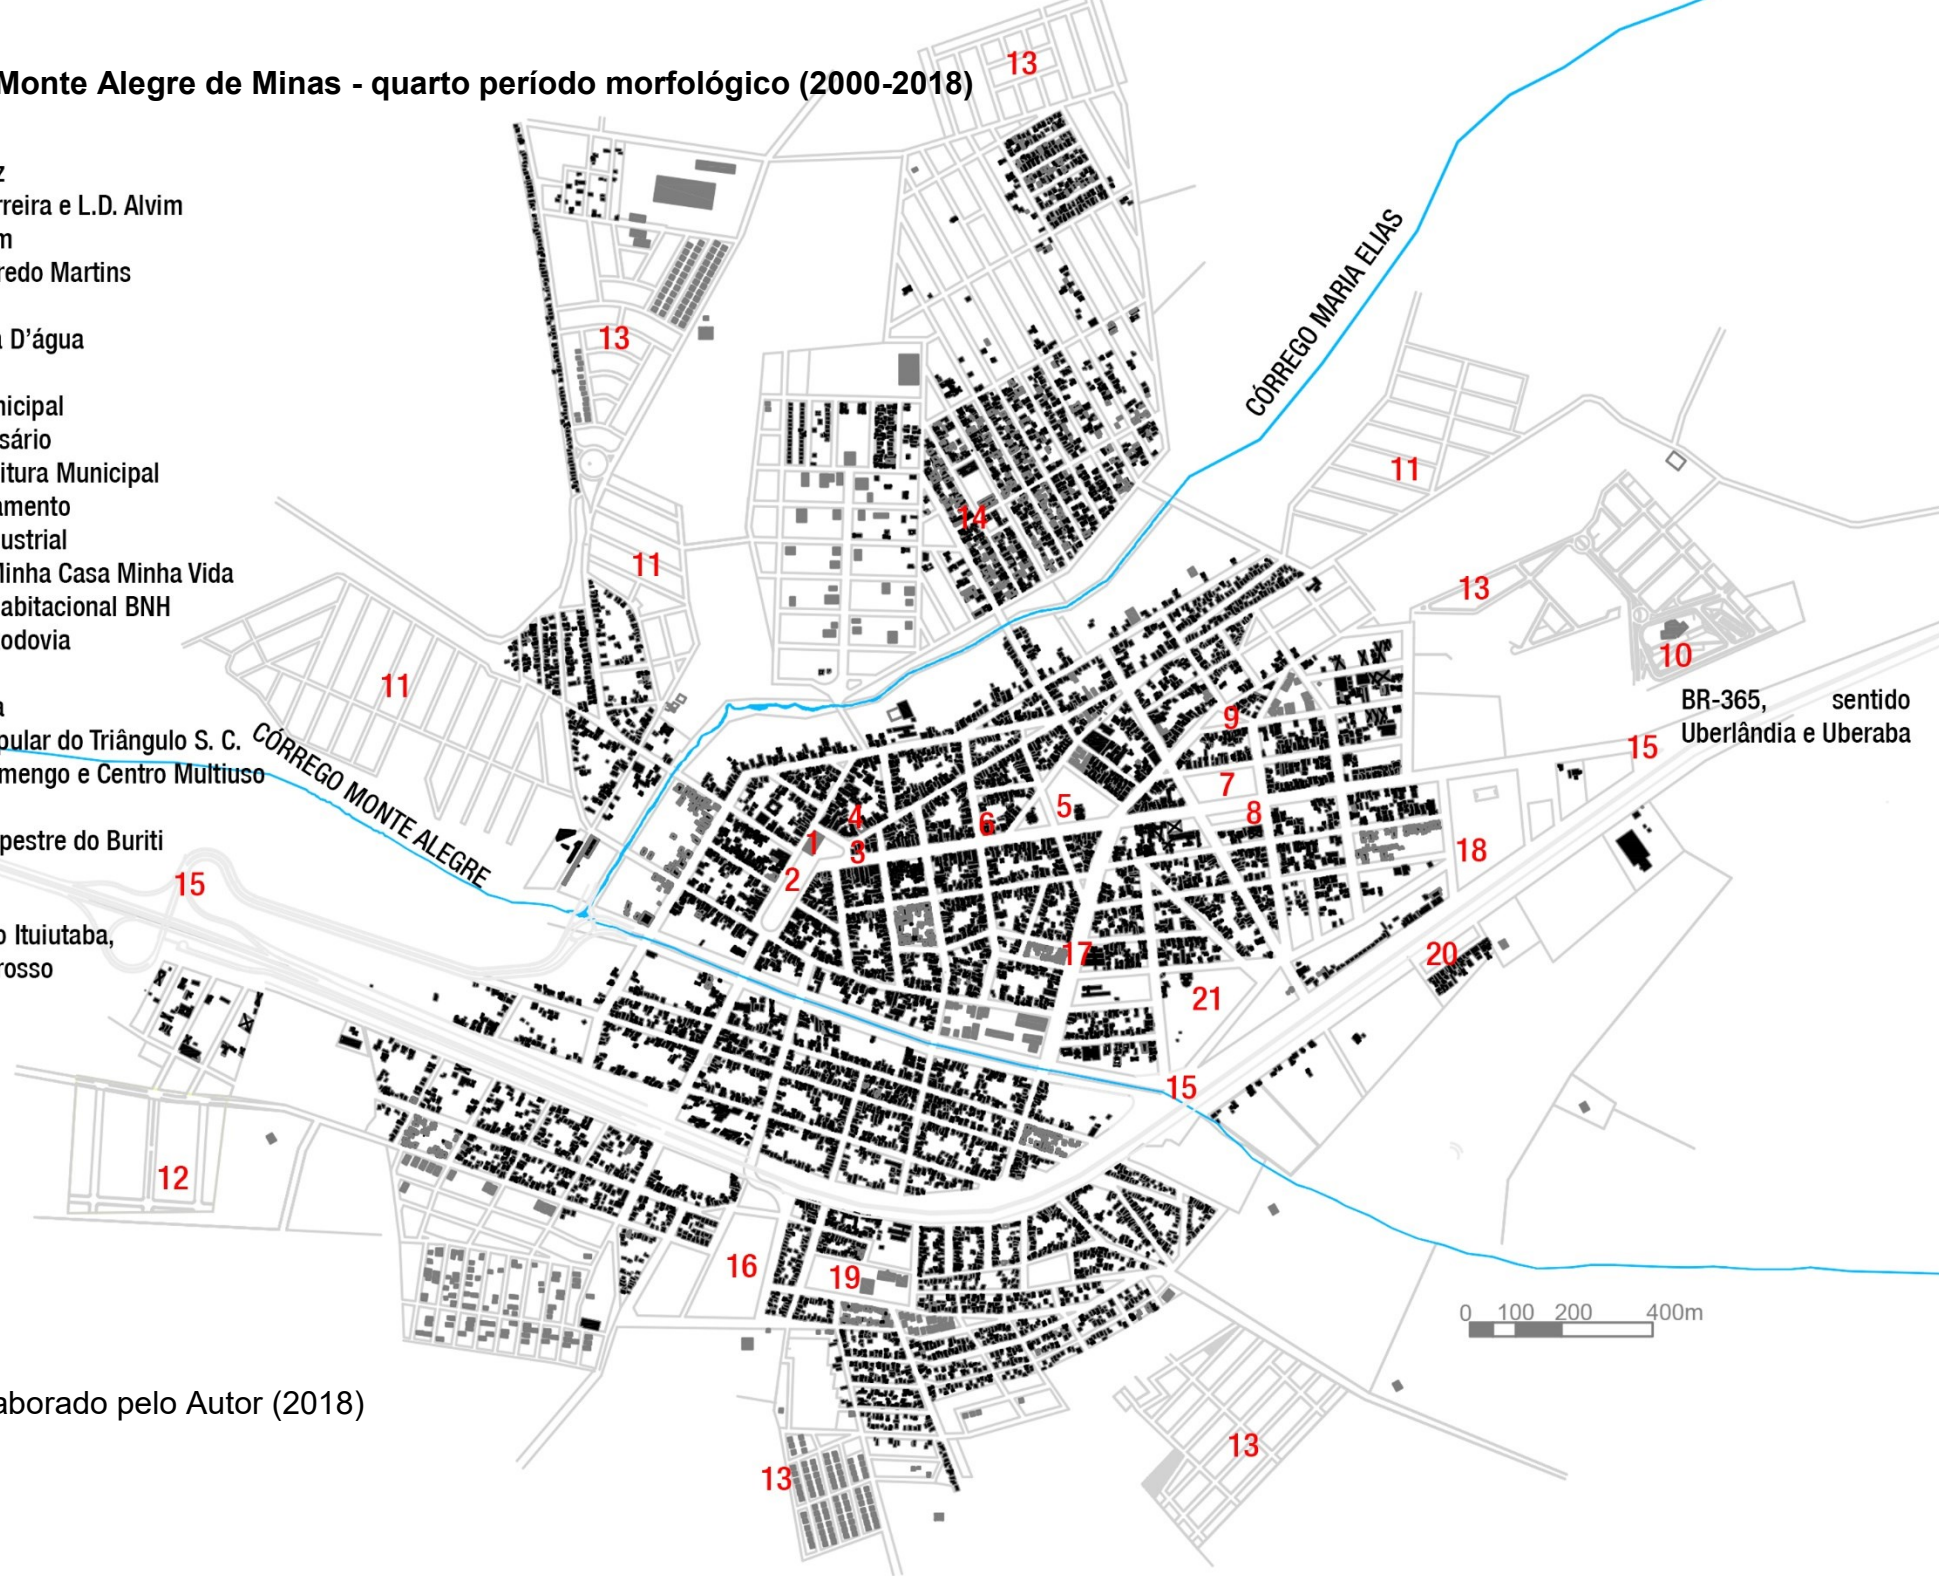 Monte Alegre de Minas - quarto período morfológico (2000-2018)
z
rreira e L.D. Alvim
m
redo Martins
a D’água
nicipal
sário
itura Municipal
amento
dustrial
Minha Casa Minha Vida
abitacional BNH
odovia
a
pular do Triângulo S. C.
mengo e Centro Multiuso
pestre do Buriti
o Ituiutaba,
rosso
aborado pelo Autor (2018)
CÓRREGO MARIA ELIAS
CÓRREGO MONTE ALEGRE
BR-365, sentido
Uberlândia e Uberaba
13
13
11
11
14
13
11
10
9
15
7
5
8
4
6
1
3
18
2
15
17
20
21
15
12
16
19
13
13
0 100 200 400m